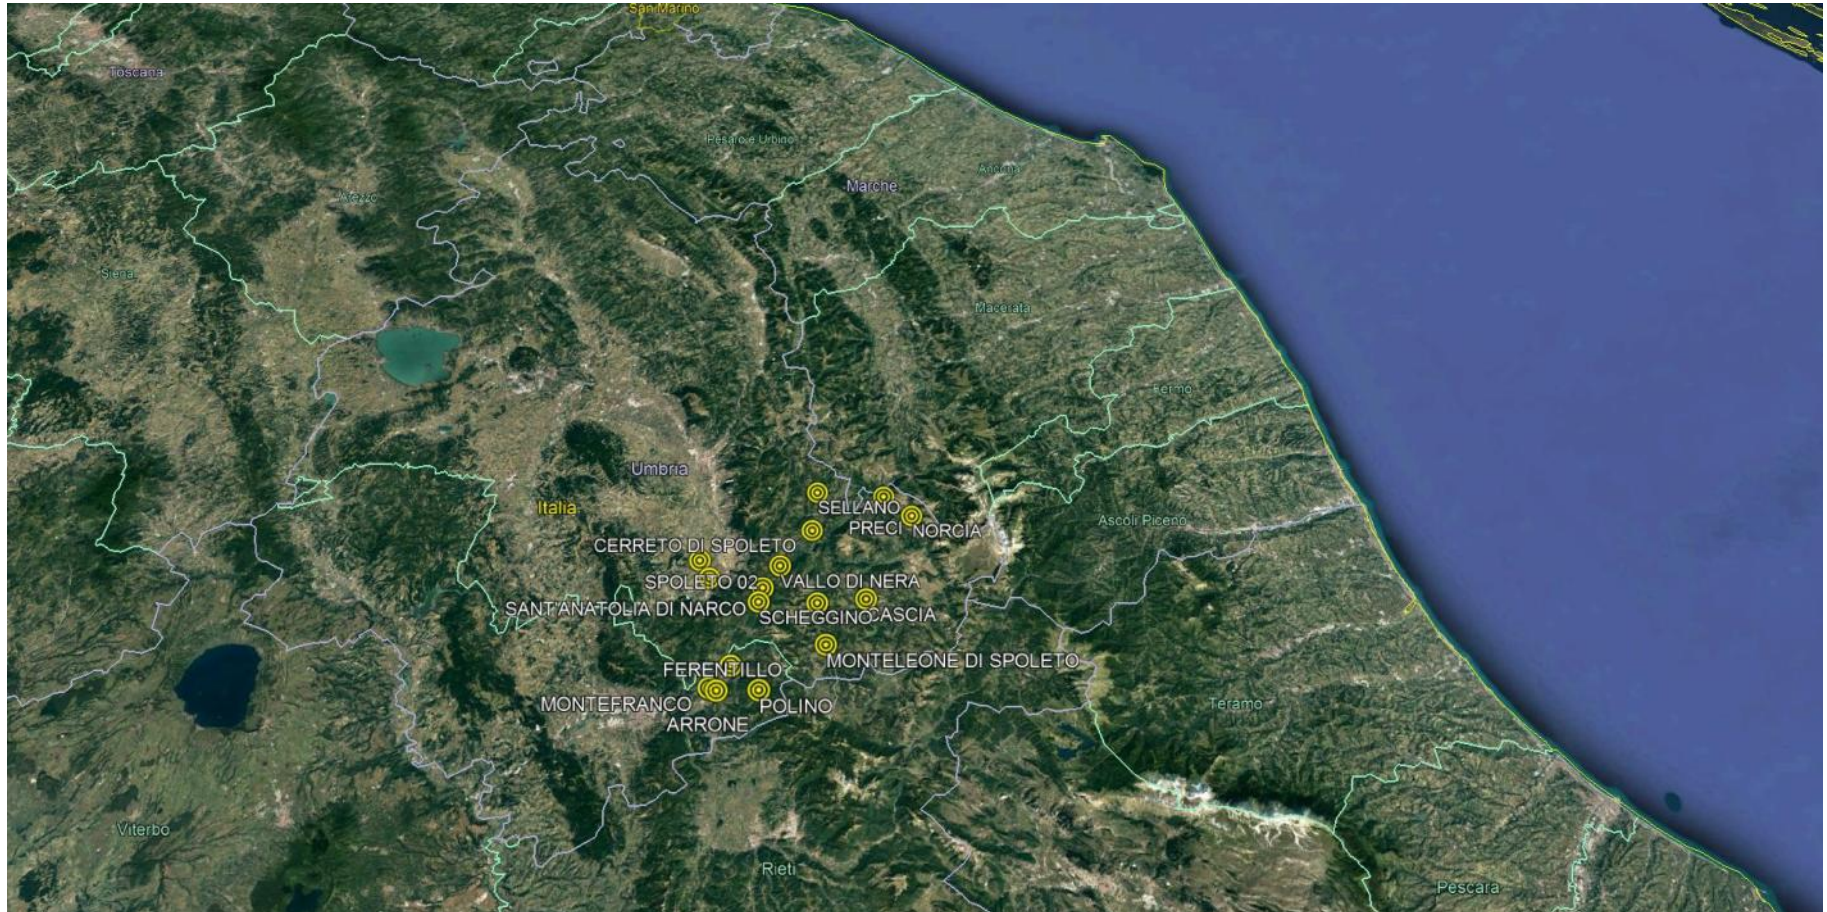 San Marino
Toscana
Pesaro e Urbino
Ancona
Marche
Arezzo
Siena
Macerata
Fermo
Umbria
Italia
SELLANO
PRECI
NORCIA
Ascoli Piceno
CERRETO DI SPOLETO
SPOLETO 02
VALLO DI NERA
SANT'ANATOLIA DI NARCO
SCHEGGINO
CASCIA
MONTELEONE DI SPOLETO
FERENTILLO
MONTEFRANCO
POLINO
ARRONE
Teramo
Viterbo
Rieti
Pescara